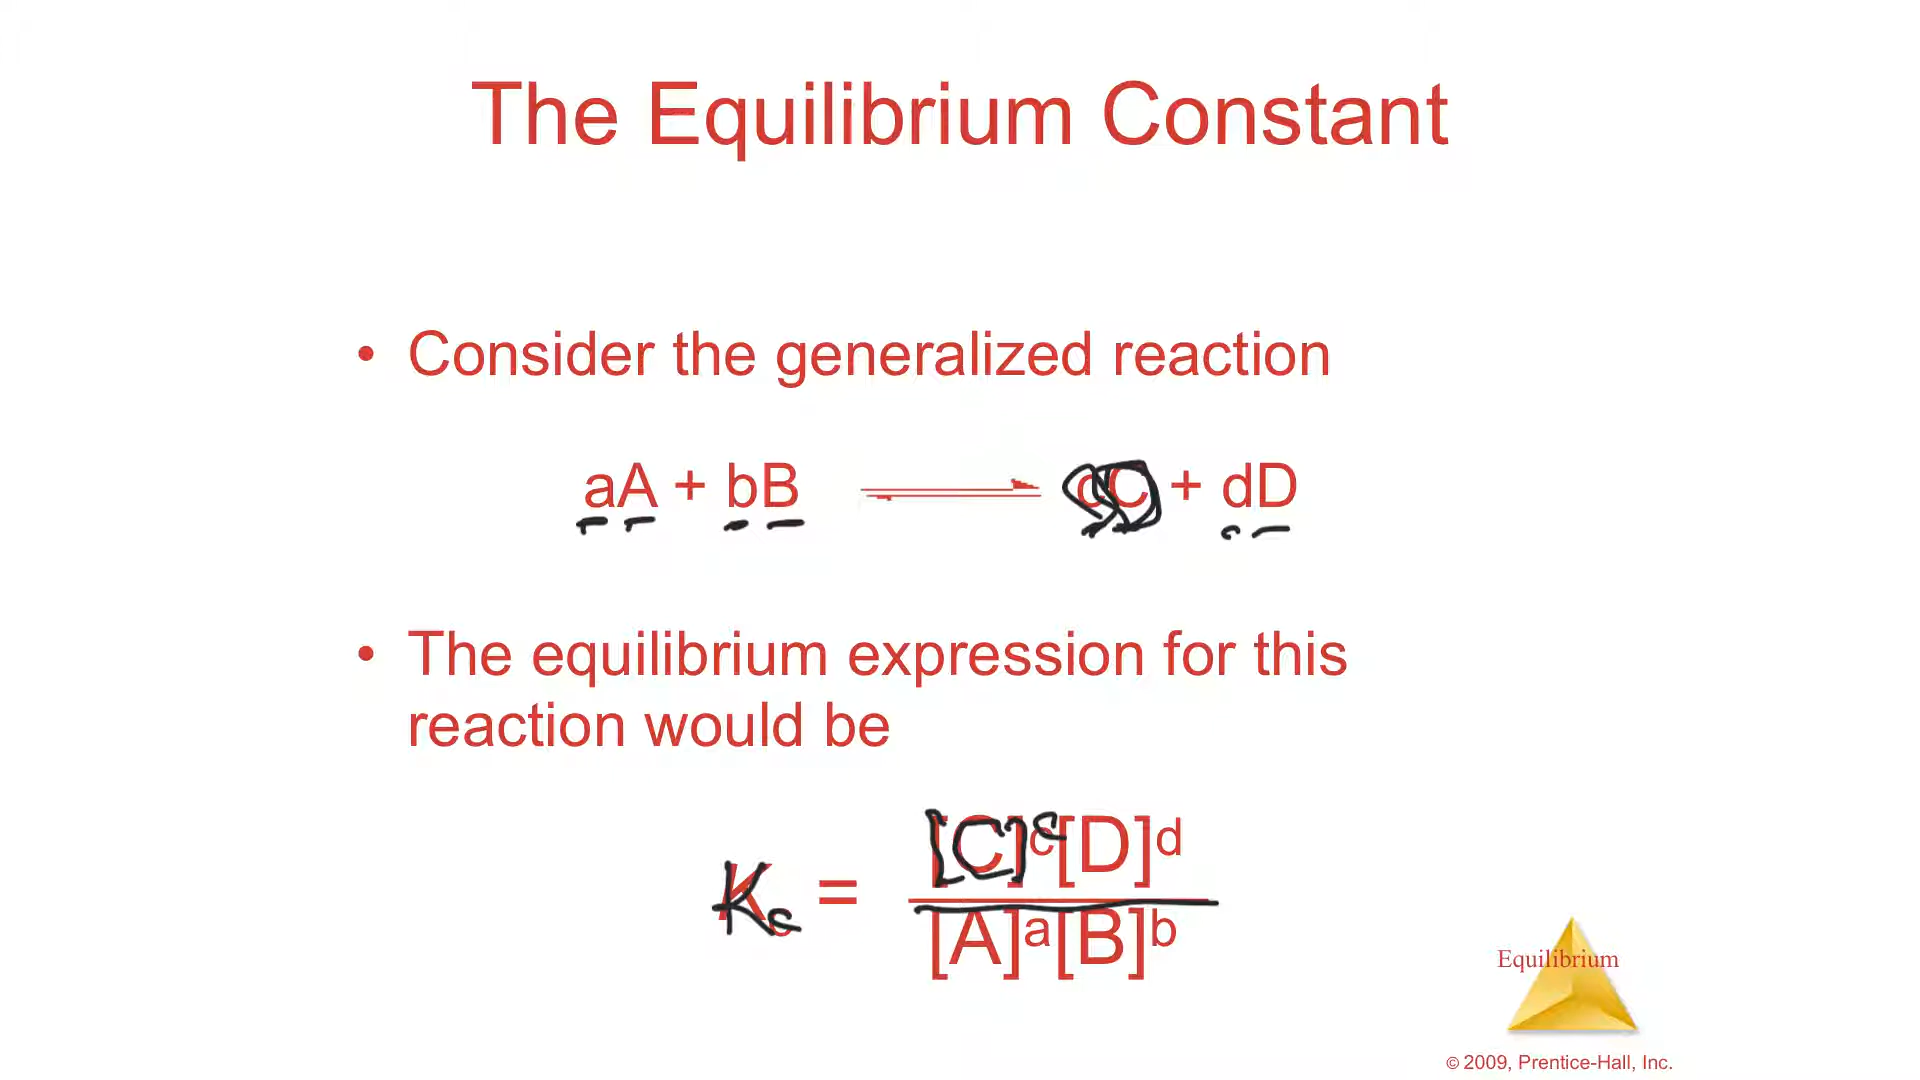 The Equilibrium Constant
• Consider the generalized reaction
aA + bB ⇌ cC + dD
• The equilibrium expression for this
reaction would be
Kc = [C]c[D]d
[A]a[B]b
Equilibrium
© 2009, Prentice-Hall, Inc.